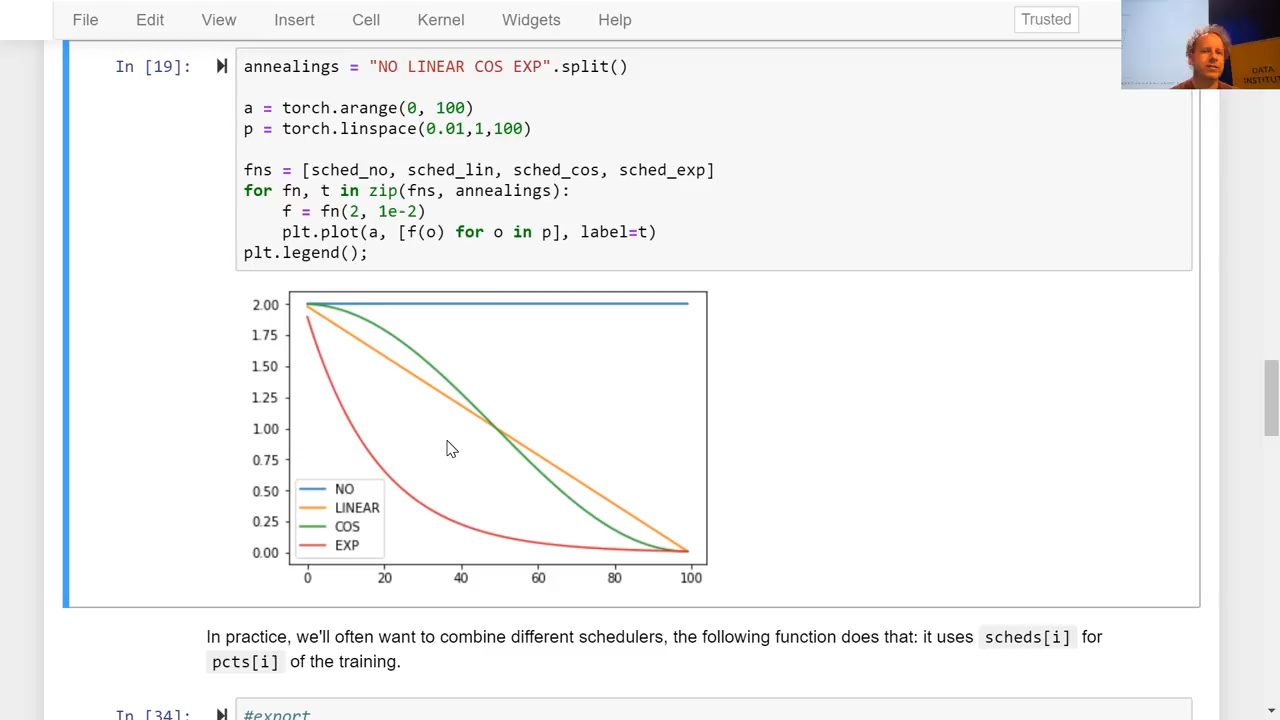 File Edit View Insert Cell Kernel Widgets Help Trusted
DATA
INSTITUTE
In [19]:
annealings = "NO LINEAR COS EXP".split()
a = torch.arange(0, 100)
p = torch.linspace(0.01,1,100)
fns = [sched_no, sched_lin, sched_cos, sched_exp]
for fn, t in zip(fns, annealings):
    f = fn(2, 1e-2)
    plt.plot(a, [f(o) for o in p], label=t)
plt.legend();
2.00
1.75
1.50
1.25
1.00
0.75
0.50
0.25
0.00
NO
LINEAR
COS
EXP
0 20 40 60 80 100
In practice, we'll often want to combine different schedulers, the following function does that: it uses scheds[i] for
pcts[i] of the training.
In [34]:
#export